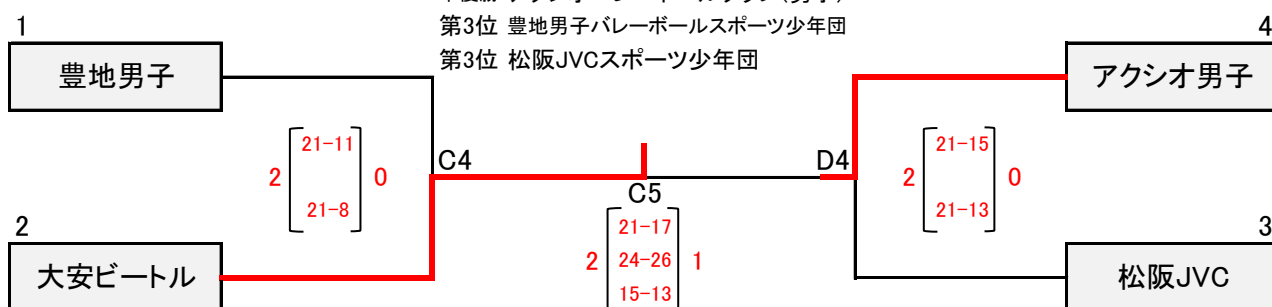 第3位 豊地男子バレーボールスポーツ少年団
第3位 松阪JVCスポーツ少年団
1
豊地男子
4
アクシオ男子
21-11
2 0
21-8
C4
D4
21-15
2 0
21-13
C5
21-17
2 24-26 1
15-13
2
大安ビートル
3
松阪JVC